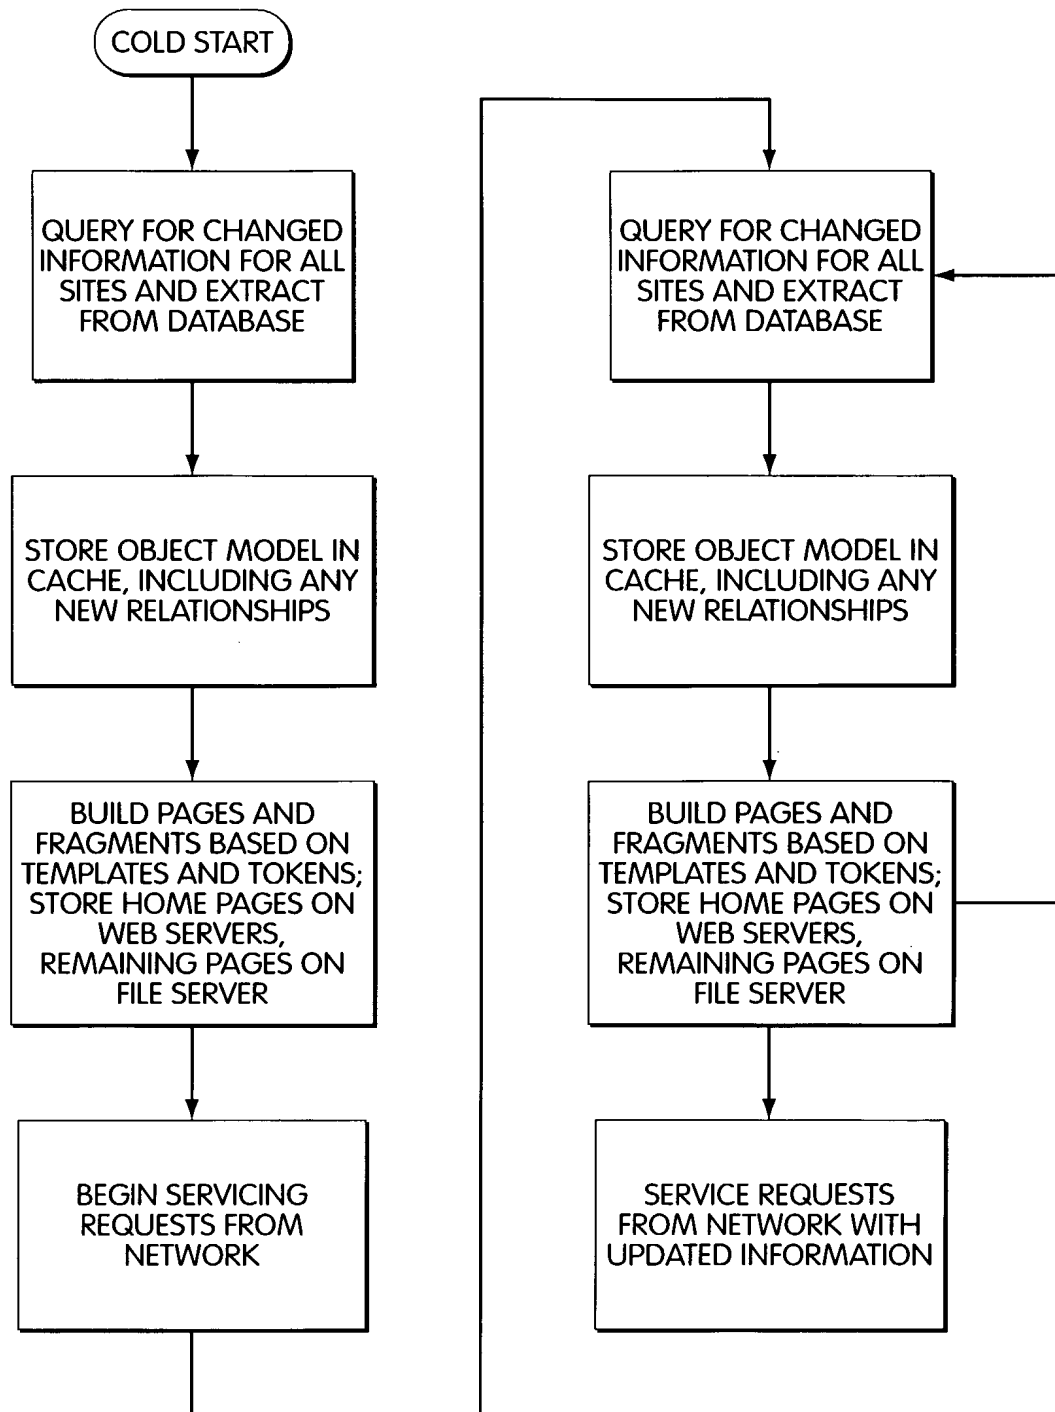 COLD START
QUERY FOR CHANGED
INFORMATION FOR ALL
SITES AND EXTRACT
FROM DATABASE
STORE OBJECT MODEL IN
CACHE, INCLUDING ANY
NEW RELATIONSHIPS
BUILD PAGES AND
FRAGMENTS BASED ON
TEMPLATES AND TOKENS;
STORE HOME PAGES ON
WEB SERVERS,
REMAINING PAGES ON
FILE SERVER
BEGIN SERVICING
REQUESTS FROM
NETWORK
QUERY FOR CHANGED
INFORMATION FOR ALL
SITES AND EXTRACT
FROM DATABASE
STORE OBJECT MODEL IN
CACHE, INCLUDING ANY
NEW RELATIONSHIPS
BUILD PAGES AND
FRAGMENTS BASED ON
TEMPLATES AND TOKENS;
STORE HOME PAGES ON
WEB SERVERS,
REMAINING PAGES ON
FILE SERVER
SERVICE REQUESTS
FROM NETWORK WITH
UPDATED INFORMATION